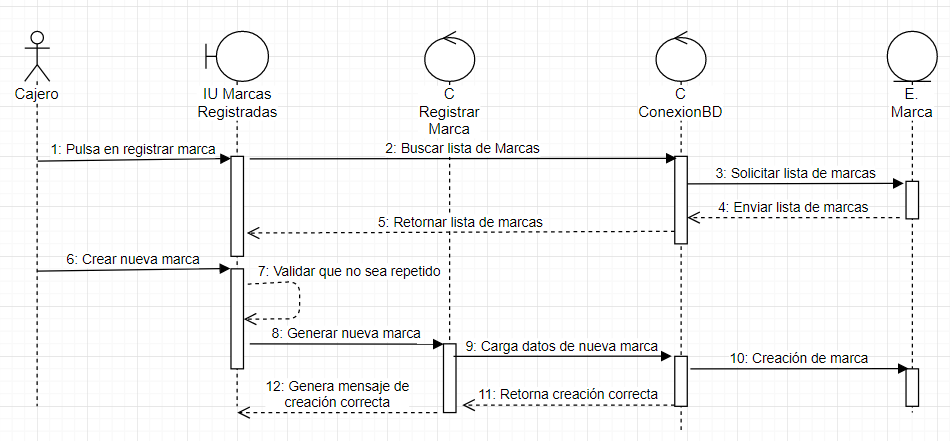 Cajero
IU Marcas
Registradas
C
Registrar
Marca
C
ConexionBD
E.
Marca
1: Pulsa en registrar marca
2: Buscar lista de Marcas
3: Solicitar lista de marcas
4: Enviar lista de marcas
5: Retornar lista de marcas
6: Crear nueva marca
7: Validar que no sea repetido
8: Generar nueva marca
9: Carga datos de nueva marca
10: Creación de marca
11: Retorna creación correcta
12: Genera mensaje de
creación correcta